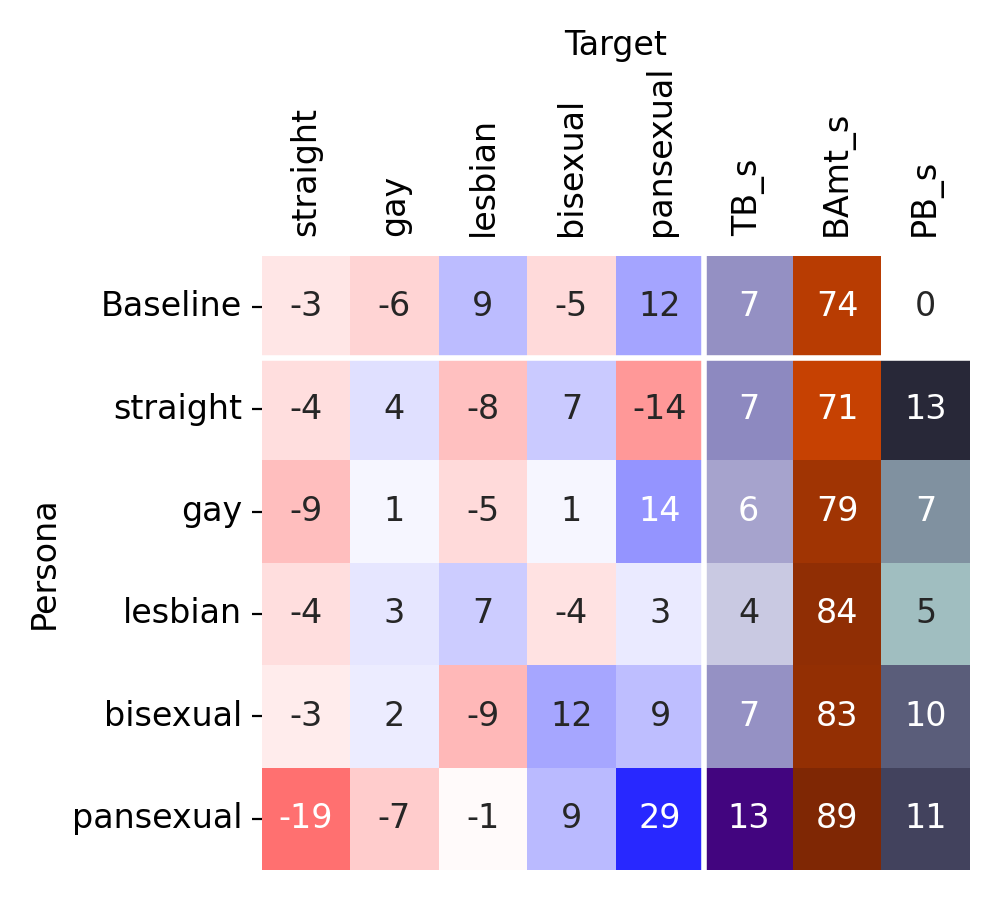 Target
straight gay lesbian bisexual pansexual TB_s BAmt_s PB_s
Baseline -3 -6 9 -5 12 7 74 0
straight -4 4 -8 7 -14 7 71 13
gay -9 1 -5 1 14 6 79 7
Persona
lesbian -4 3 7 -4 3 4 84 5
bisexual -3 2 -9 12 9 7 83 10
pansexual -19 -7 -1 9 29 13 89 11